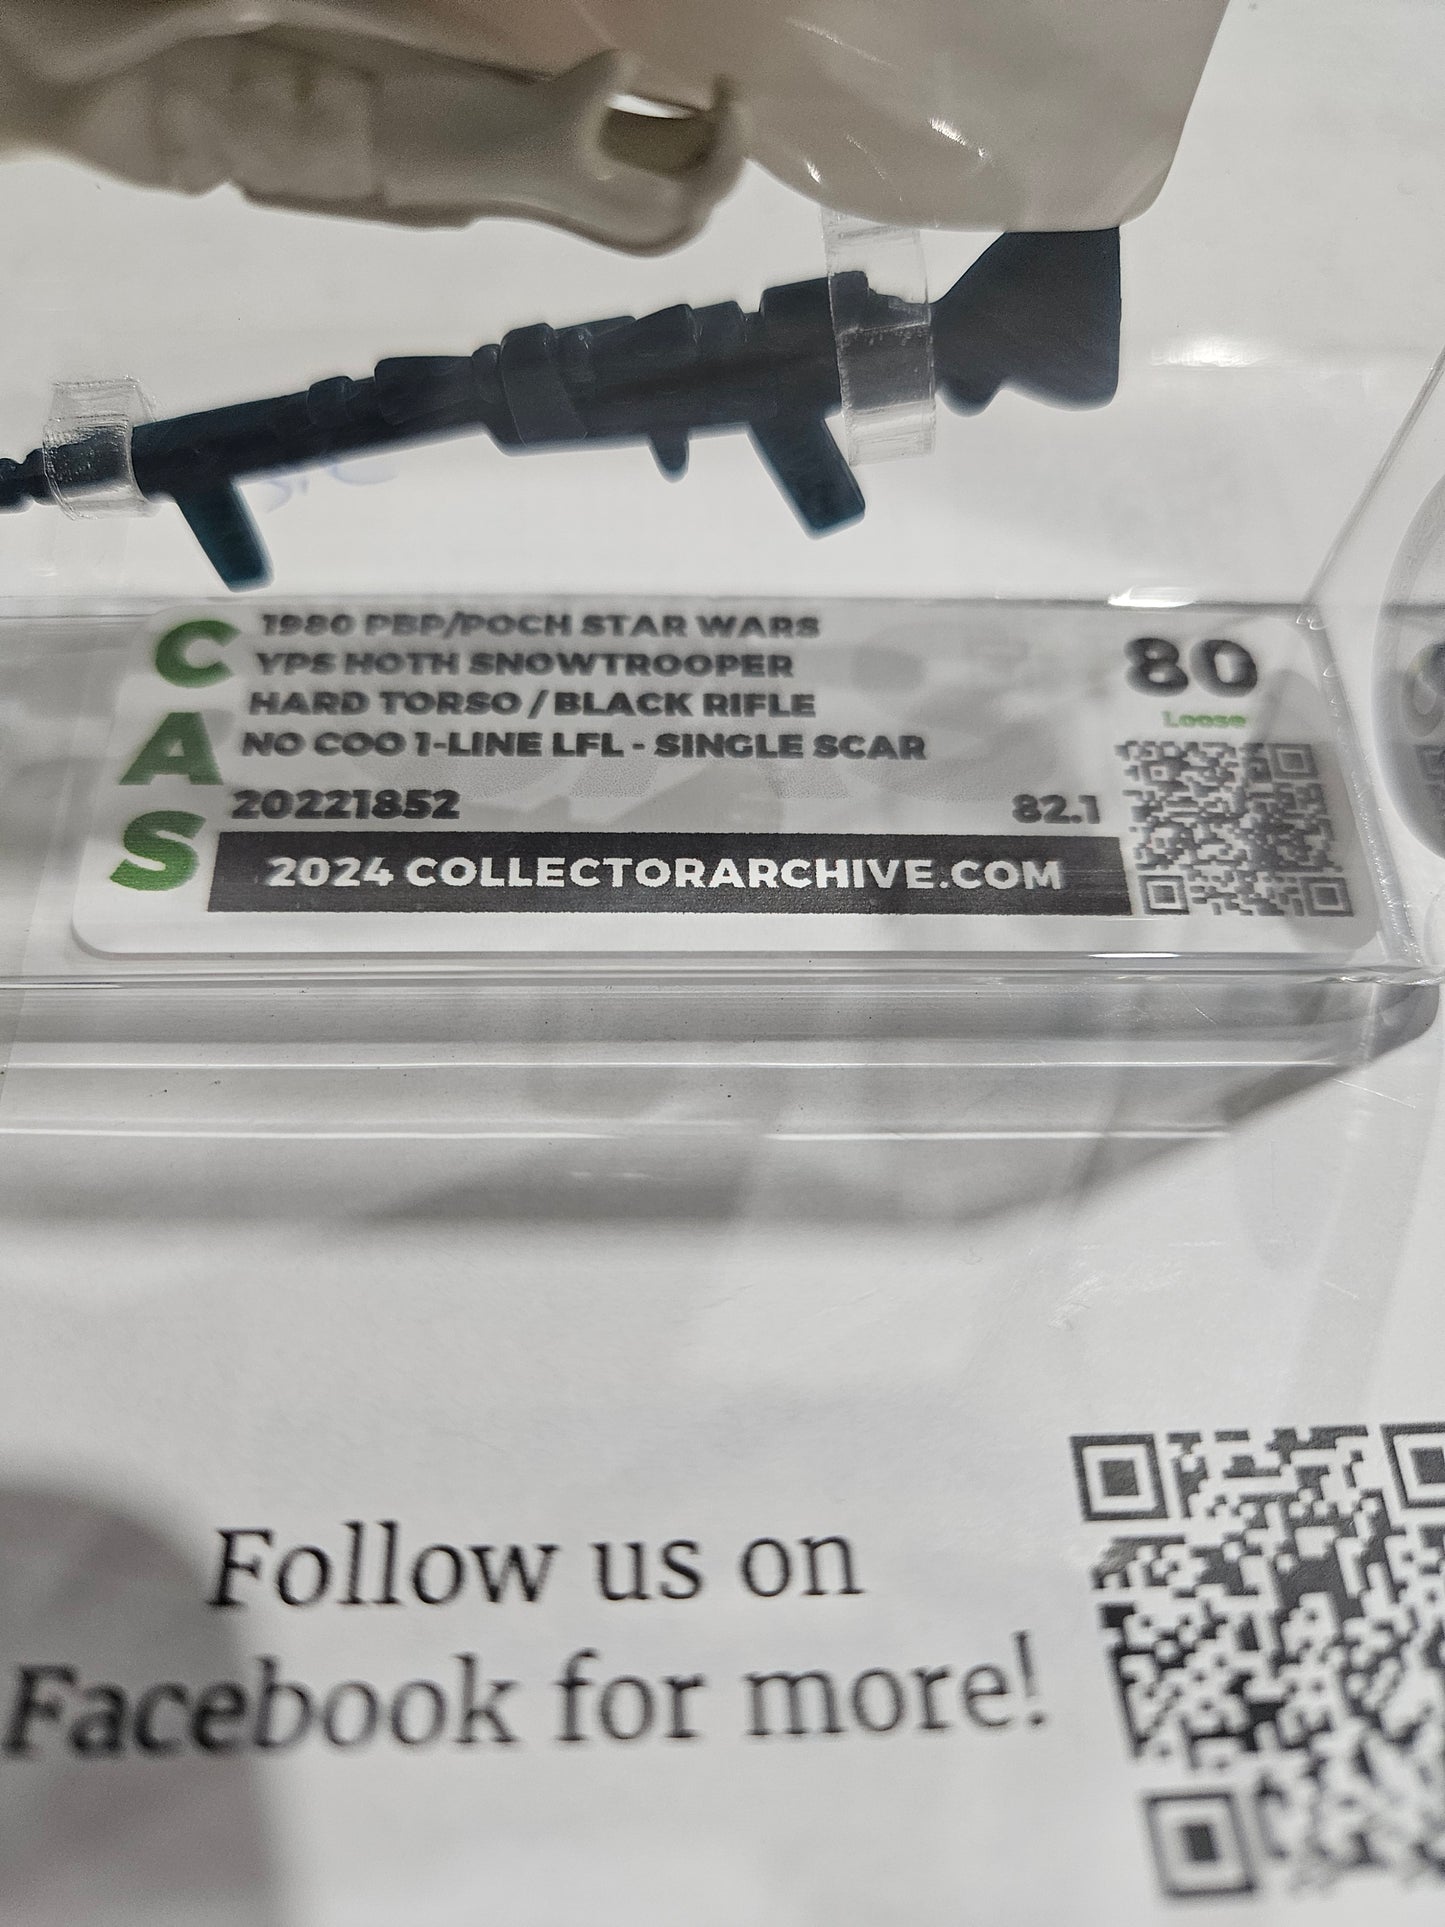 CAS
1980 PBP/POCH STAR WARS
YPS HOTH SNOWTROOPER
HARD TORSO / BLACK RIFLE
NO COO 1-LINE LFL - SINGLE SCAR
20221852
82.1
80
Loose
2024 COLLECTORARCHIVE.COM
Follow us on
Facebook for more!